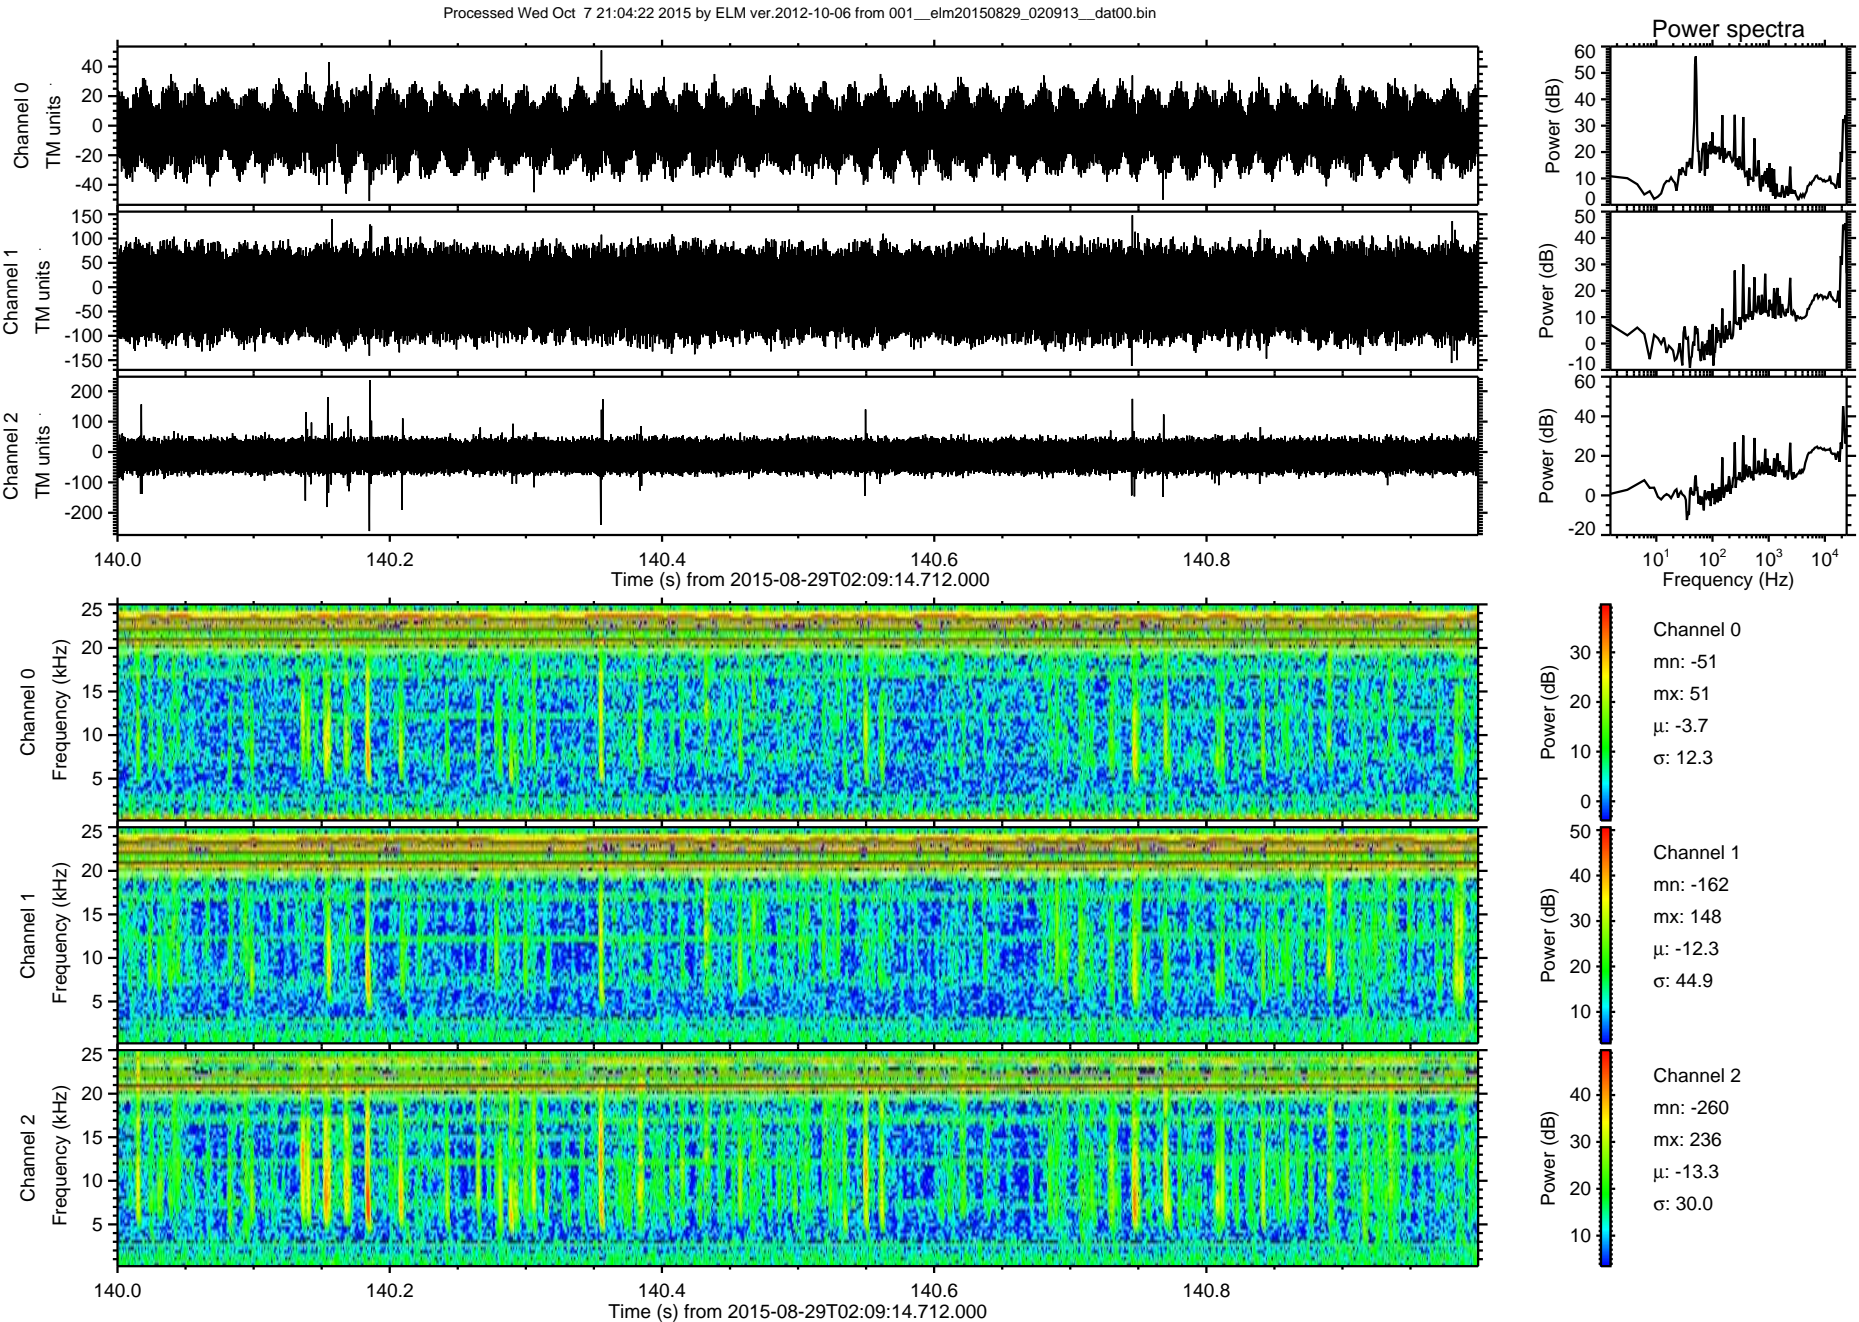 Processed Wed Oct  7 21:04:22 2015 by ELM ver.2012-10-06 from 001__elm20150829_020913__dat00.bin
Power spectra
Channel 0
TM units
40
20
0
-20
-40
Power (dB)
60
50
40
30
20
10
0
Channel 1
TM units
150
100
50
0
-50
-100
-150
Power (dB)
50
40
30
20
10
0
-10
Channel 2
TM units
200
100
0
-100
-200
Power (dB)
60
40
20
0
-20
140.0 140.2 140.4 140.6 140.8
Time (s) from 2015-08-29T02:09:14.712.000
10¹ 10² 10³ 10⁴
Frequency (Hz)
Channel 0
Frequency (kHz)
25
20
15
10
5
Power (dB)
30
20
10
0
Channel 0
mn: -51
mx: 51
μ: -3.7
σ: 12.3
Channel 1
Frequency (kHz)
25
20
15
10
5
Power (dB)
50
40
30
20
10
Channel 1
mn: -162
mx: 148
μ: -12.3
σ: 44.9
Channel 2
Frequency (kHz)
25
20
15
10
5
Power (dB)
40
30
20
10
Channel 2
mn: -260
mx: 236
μ: -13.3
σ: 30.0
140.0 140.2 140.4 140.6 140.8
Time (s) from 2015-08-29T02:09:14.712.000